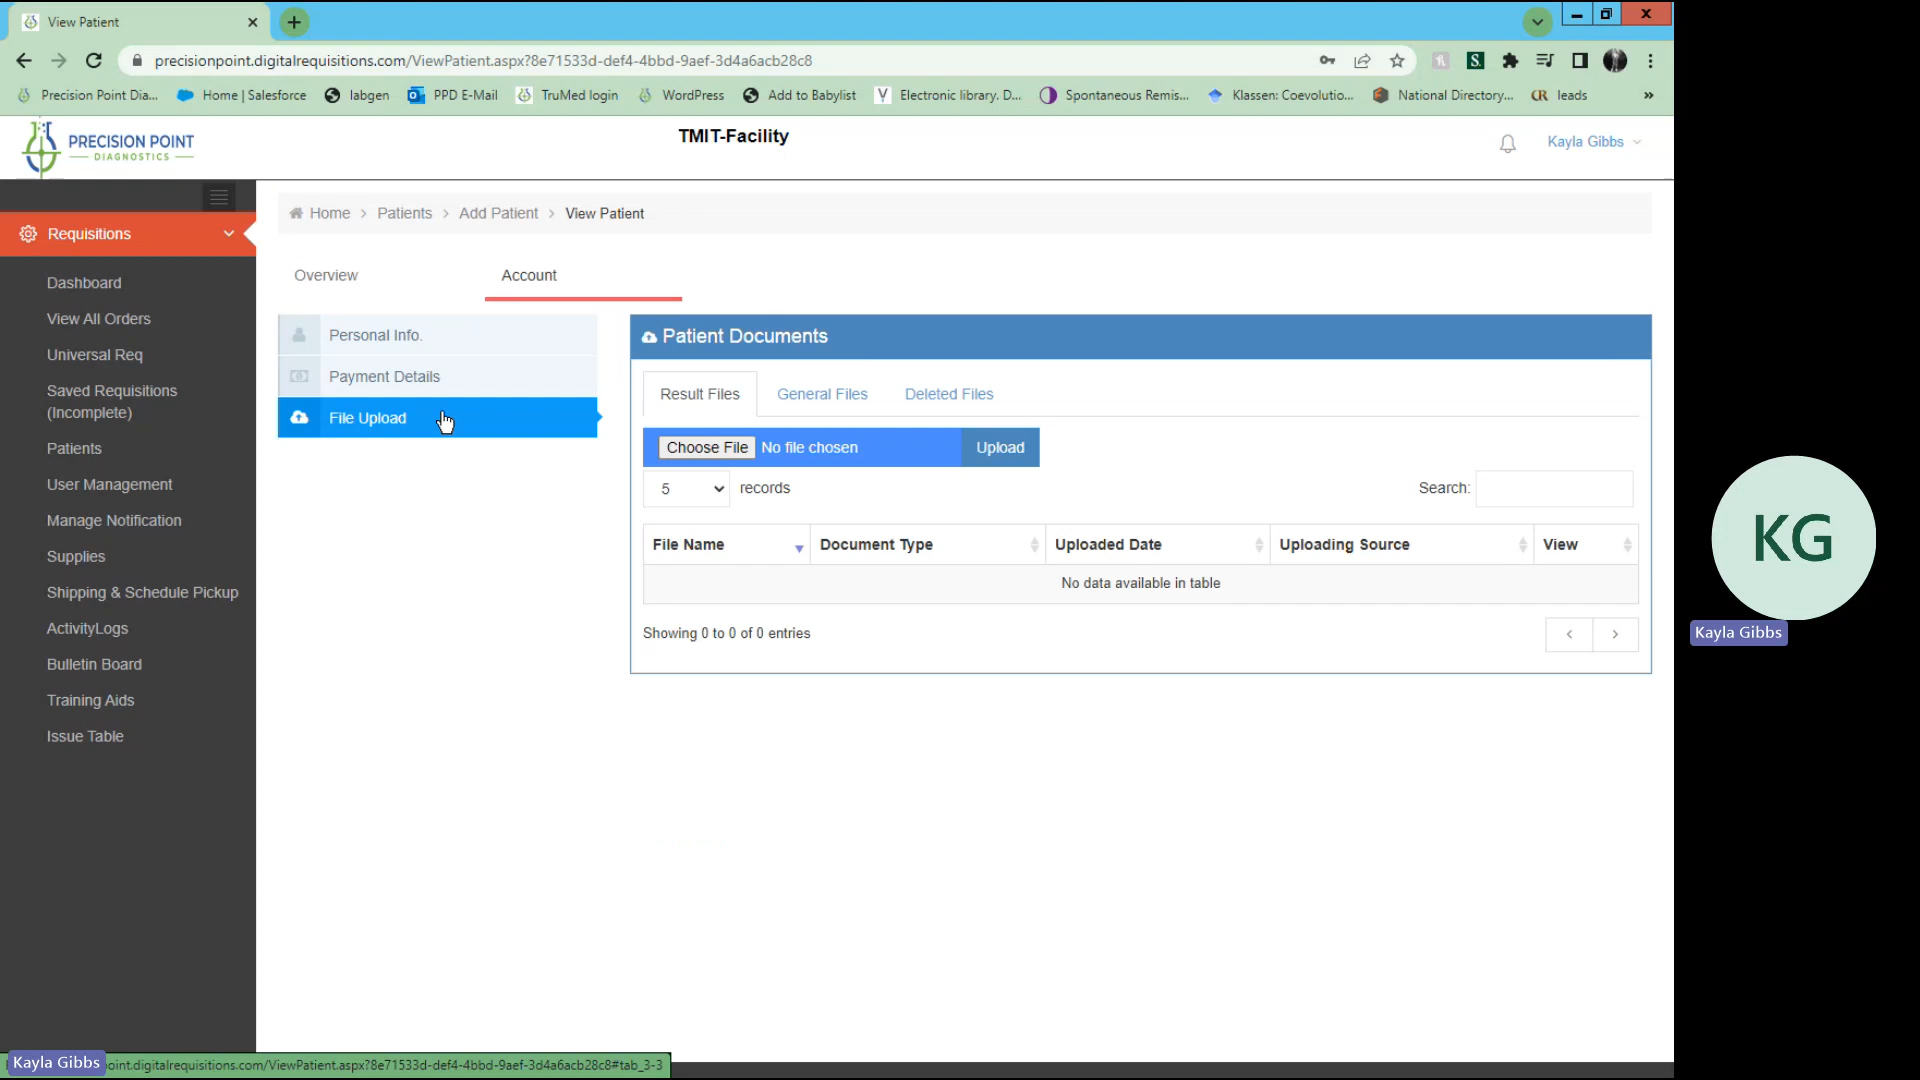 View Patient
precisionpoint.digitalrequisitions.com/ViewPatient.aspx?8e71533d-def4-4bbd-9aef-3d4a6acb28c8
S.
Precision Point Dia...
Home | Salesforce
labgen
PPD E-Mail
TruMed login
WordPress
Add to Babylist
Electronic library. D...
Spontaneous Remis...
Klassen: Coevolutio...
National Directory...
CR leads
»
PRECISION POINT
DIAGNOSTICS
TMIT-Facility
Kayla Gibbs
Requisitions
Dashboard
View All Orders
Universal Req
Saved Requisitions
(Incomplete)
Patients
User Management
Manage Notification
Supplies
Shipping & Schedule Pickup
ActivityLogs
Bulletin Board
Training Aids
Issue Table
Home > Patients > Add Patient > View Patient
Overview
Account
Personal Info.
Payment Details
File Upload
Patient Documents
Result Files
General Files
Deleted Files
Choose File No file chosen
Upload
5 records
Search:
File Name
Document Type
Uploaded Date
Uploading Source
View
No data available in table
Showing 0 to 0 of 0 entries
KG
Kayla Gibbs
Kayla Gibbs
oint.digitalrequisitions.com/ViewPatient.aspx?8e71533d-def4-4bbd-9aef-3d4a6acb28c8#tab_3-3